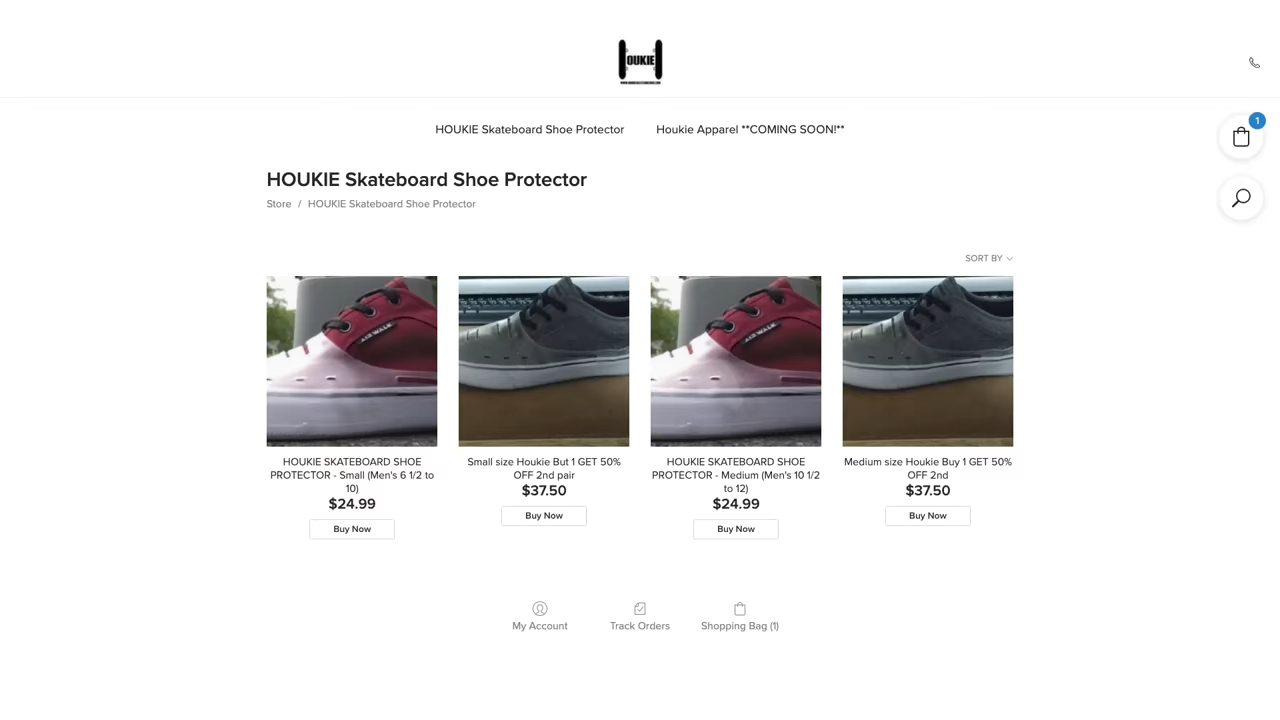 OUKIE
1
HOUKIE Skateboard Shoe Protector
Houkie Apparel **COMING SOON!**
HOUKIE Skateboard Shoe Protector
Store / HOUKIE Skateboard Shoe Protector
SORT BY
AIRWALK
AIRWALK
HOUKIE SKATEBOARD SHOE
PROTECTOR - Small (Men's 6 1/2 to
10)
$24.99
Buy Now
Small size Houkie But 1 GET 50%
OFF 2nd pair
$37.50
Buy Now
HOUKIE SKATEBOARD SHOE
PROTECTOR - Medium (Men's 10 1/2
to 12)
$24.99
Buy Now
Medium size Houkie Buy 1 GET 50%
OFF 2nd
$37.50
Buy Now
My Account
Track Orders
Shopping Bag (1)